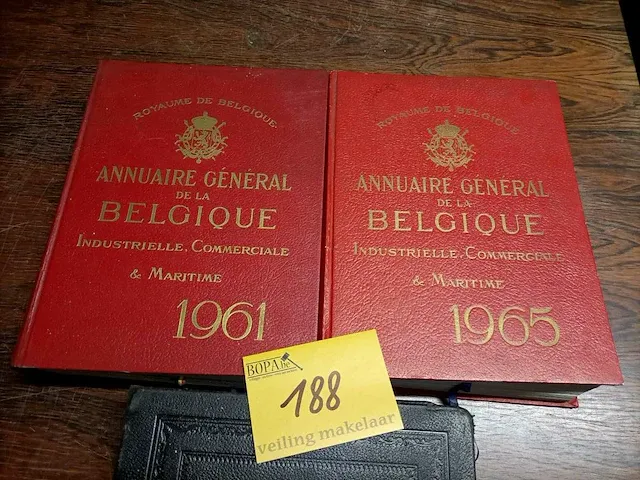 ROYAUME DE BELGIQUE
ANNUAIRE GÉNÉRAL
DE LA
BELGIQUE
INDUSTRIELLE, COMMERCIALE
& MARITIME
1961
ROYAUME DE BELGIQUE
ANNUAIRE GÉNÉRAL
DE LA
BELGIQUE
INDUSTRIELLE, COMMERCIALE
& MARITIME
1965
BOPA.be
188
veiling makelaar